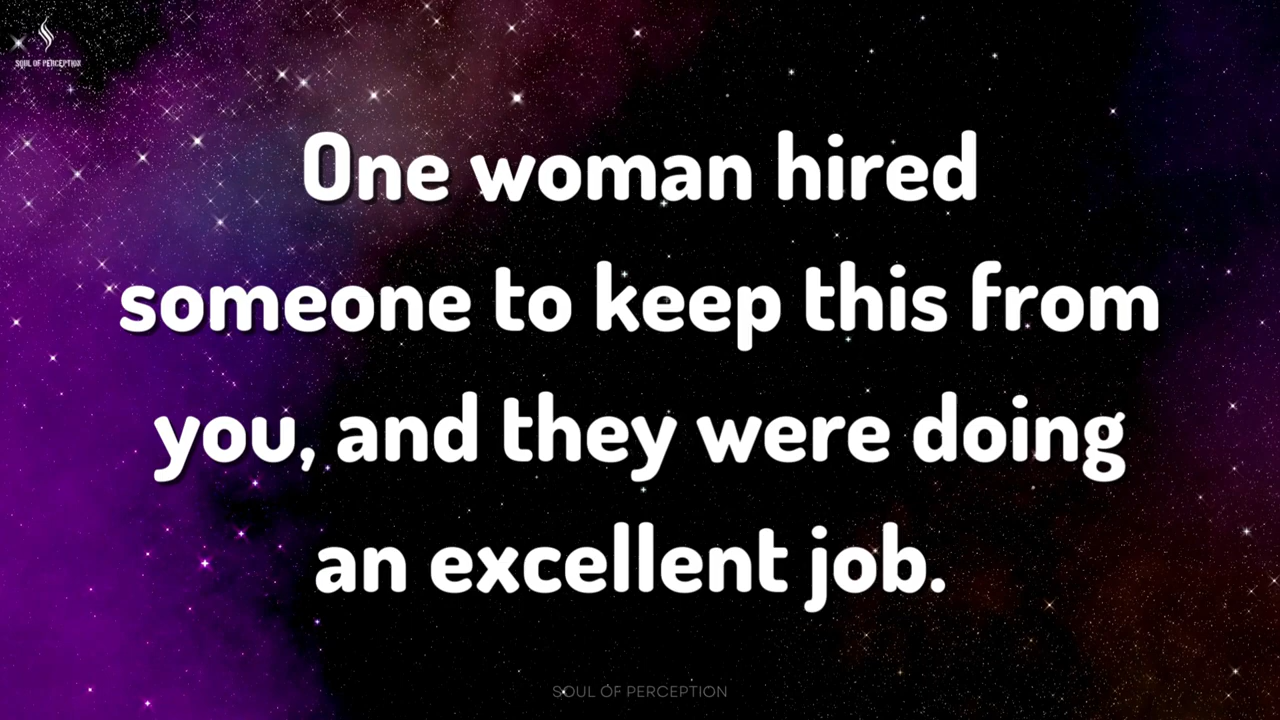 SOUL OF PERCEPTION
One woman hired
someone to keep this from
you, and they were doing
an excellent job.
SOUL OF PERCEPTION